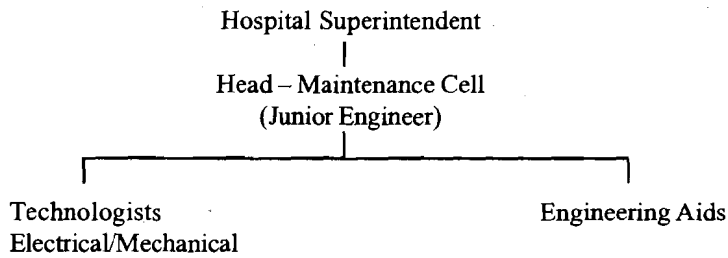 Hospital Superintendent
Head – Maintenance Cell
(Junior Engineer)
Technologists
Electrical/Mechanical
Engineering Aids